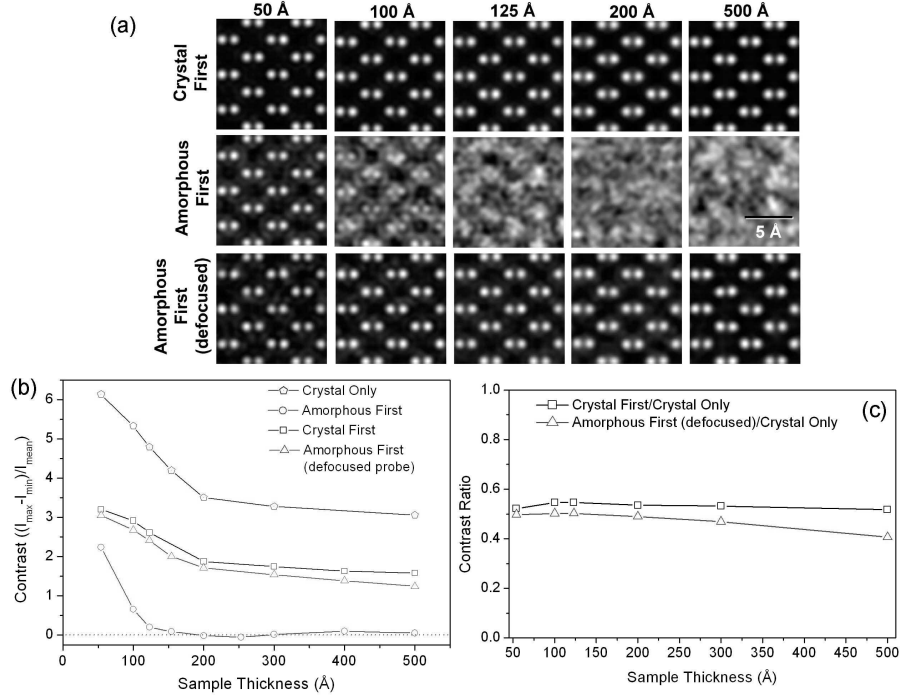 (a)
50 Å 100 Å 125 Å 200 Å 500 Å
Crystal
First
Amorphous
First
5 Å
Amorphous
First
(defocused)
(b)
Crystal Only
Amorphous First
Crystal First
Amorphous First
(defocused probe)
Contrast ((I_max-I_min)/I_mean)
6
5
4
3
2
1
0
0 100 200 300 400 500
Sample Thickness (Å)
(c)
Crystal First/Crystal Only
Amorphous First (defocused)/Crystal Only
Contrast Ratio
1.0
0.8
0.6
0.4
0.2
0.0
50 100 150 200 250 300 350 400 450 500
Sample Thickness (Å)